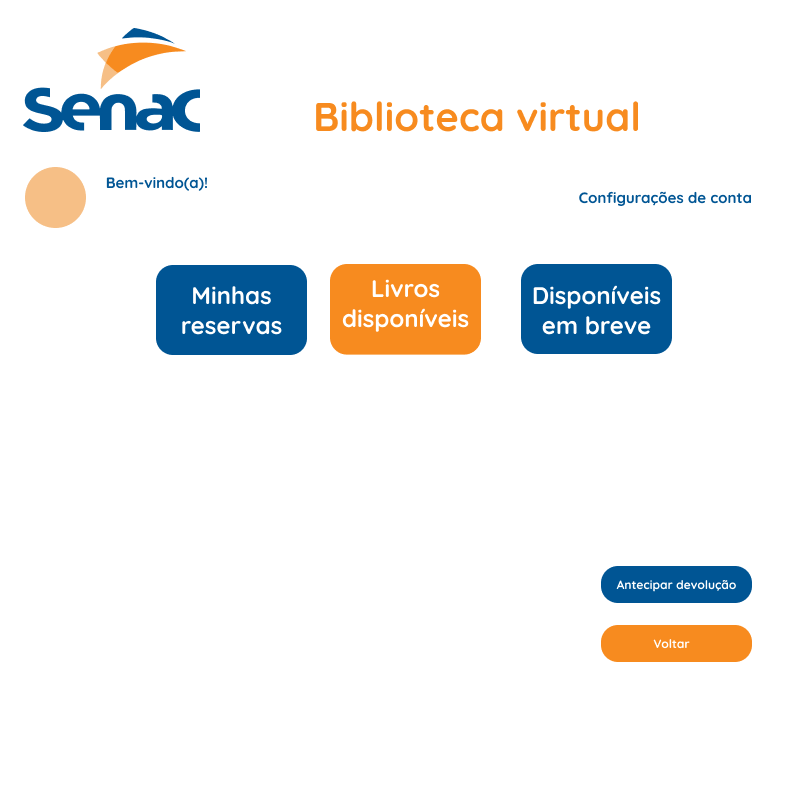 Senac
Biblioteca virtual
Bem-vindo(a)!
Configurações de conta
Minhas
reservas
Livros
disponíveis
Disponíveis
em breve
Antecipar devolução
Voltar